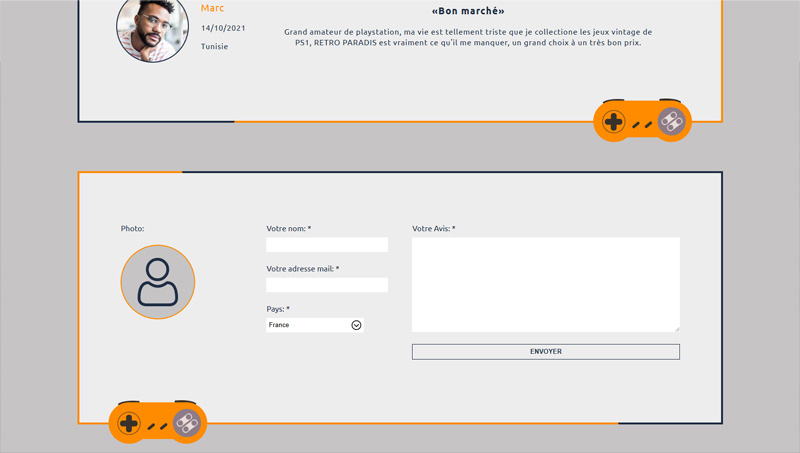 Marc
14/10/2021
Tunisie
«Bon marché»
Grand amateur de playstation, ma vie est tellement triste que je collectione les jeux vintage de
PS1, RETRO PARADIS est vraiment ce qu'il me manquer, un grand choix à un très bon prix.
Photo:
Votre nom: *
Votre adresse mail: *
Pays: *
France
Votre Avis: *
ENVOYER